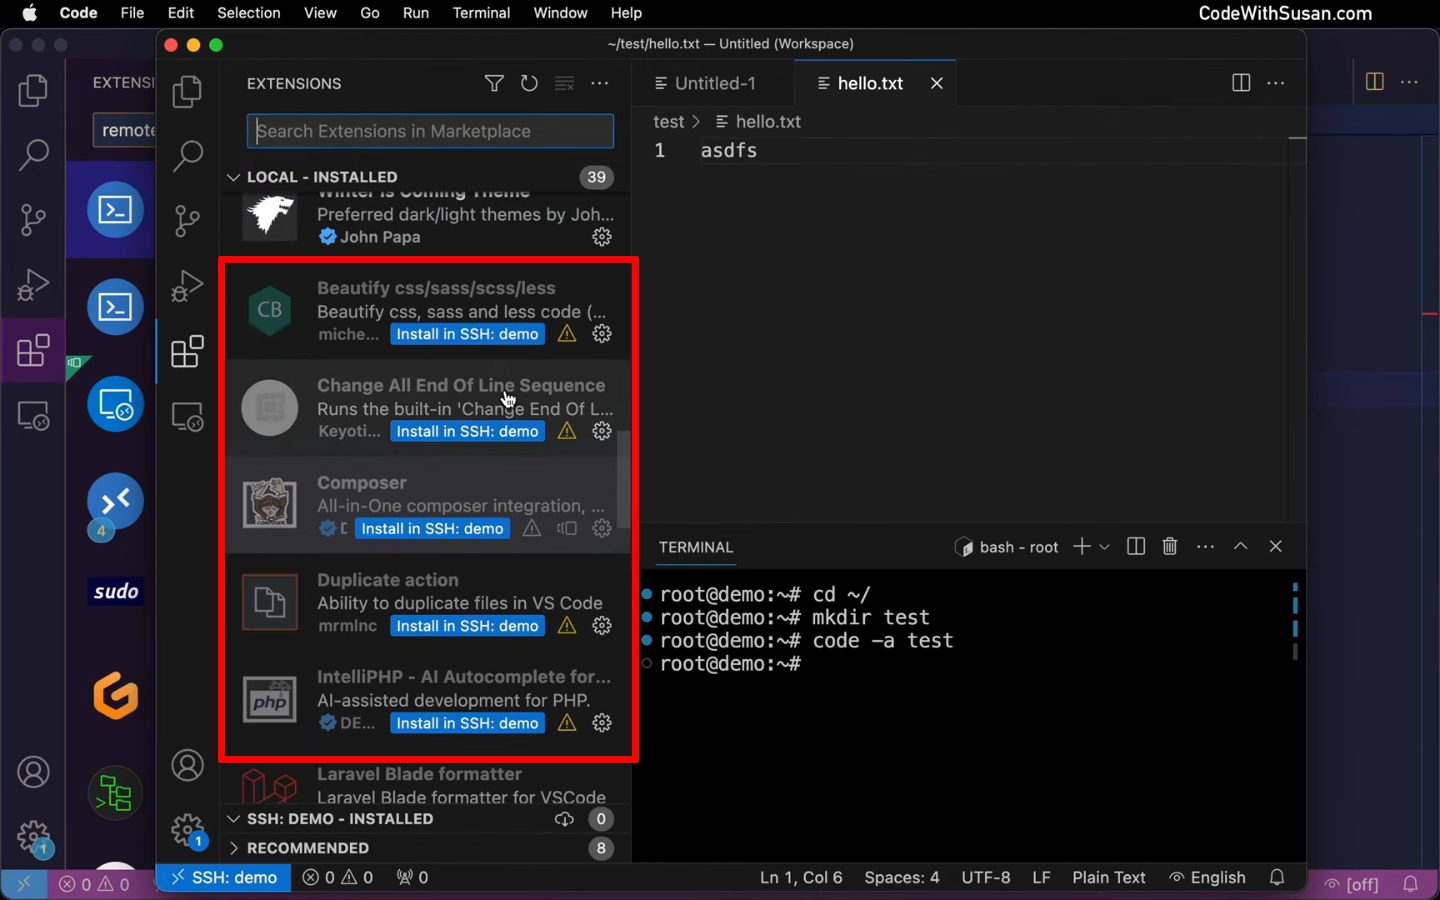 Code File Edit Selection View Go Run Terminal Window Help
CodeWithSusan.com
~/test/hello.txt — Untitled (Workspace)
EXTENSI
remote
4
sudo
1
0 0
EXTENSIONS
Search Extensions in Marketplace
LOCAL - INSTALLED 39
Winter is Coming Theme
Preferred dark/light themes by Joh...
John Papa
CB
Beautify css/sass/scss/less
Beautify css, sass and less code (...
miche... Install in SSH: demo
Change All End Of Line Sequence
Runs the built-in 'Change End Of L...
Keyoti... Install in SSH: demo
Composer
All-in-One composer integration, ...
Install in SSH: demo
Duplicate action
Ability to duplicate files in VS Code
mrmlnc Install in SSH: demo
php
IntelliPHP - AI Autocomplete for...
AI-assisted development for PHP.
DE... Install in SSH: demo
Laravel Blade formatter
Laravel Blade formatter for VSCode
SSH: DEMO - INSTALLED 0
RECOMMENDED 8
1
Untitled-1 hello.txt
test > hello.txt
1 asdfs
TERMINAL bash - root
root@demo:~# cd ~/
root@demo:~# mkdir test
root@demo:~# code -a test
root@demo:~#
SSH: demo 0 0 0 Ln 1, Col 6 Spaces: 4 UTF-8 LF Plain Text English
[off]